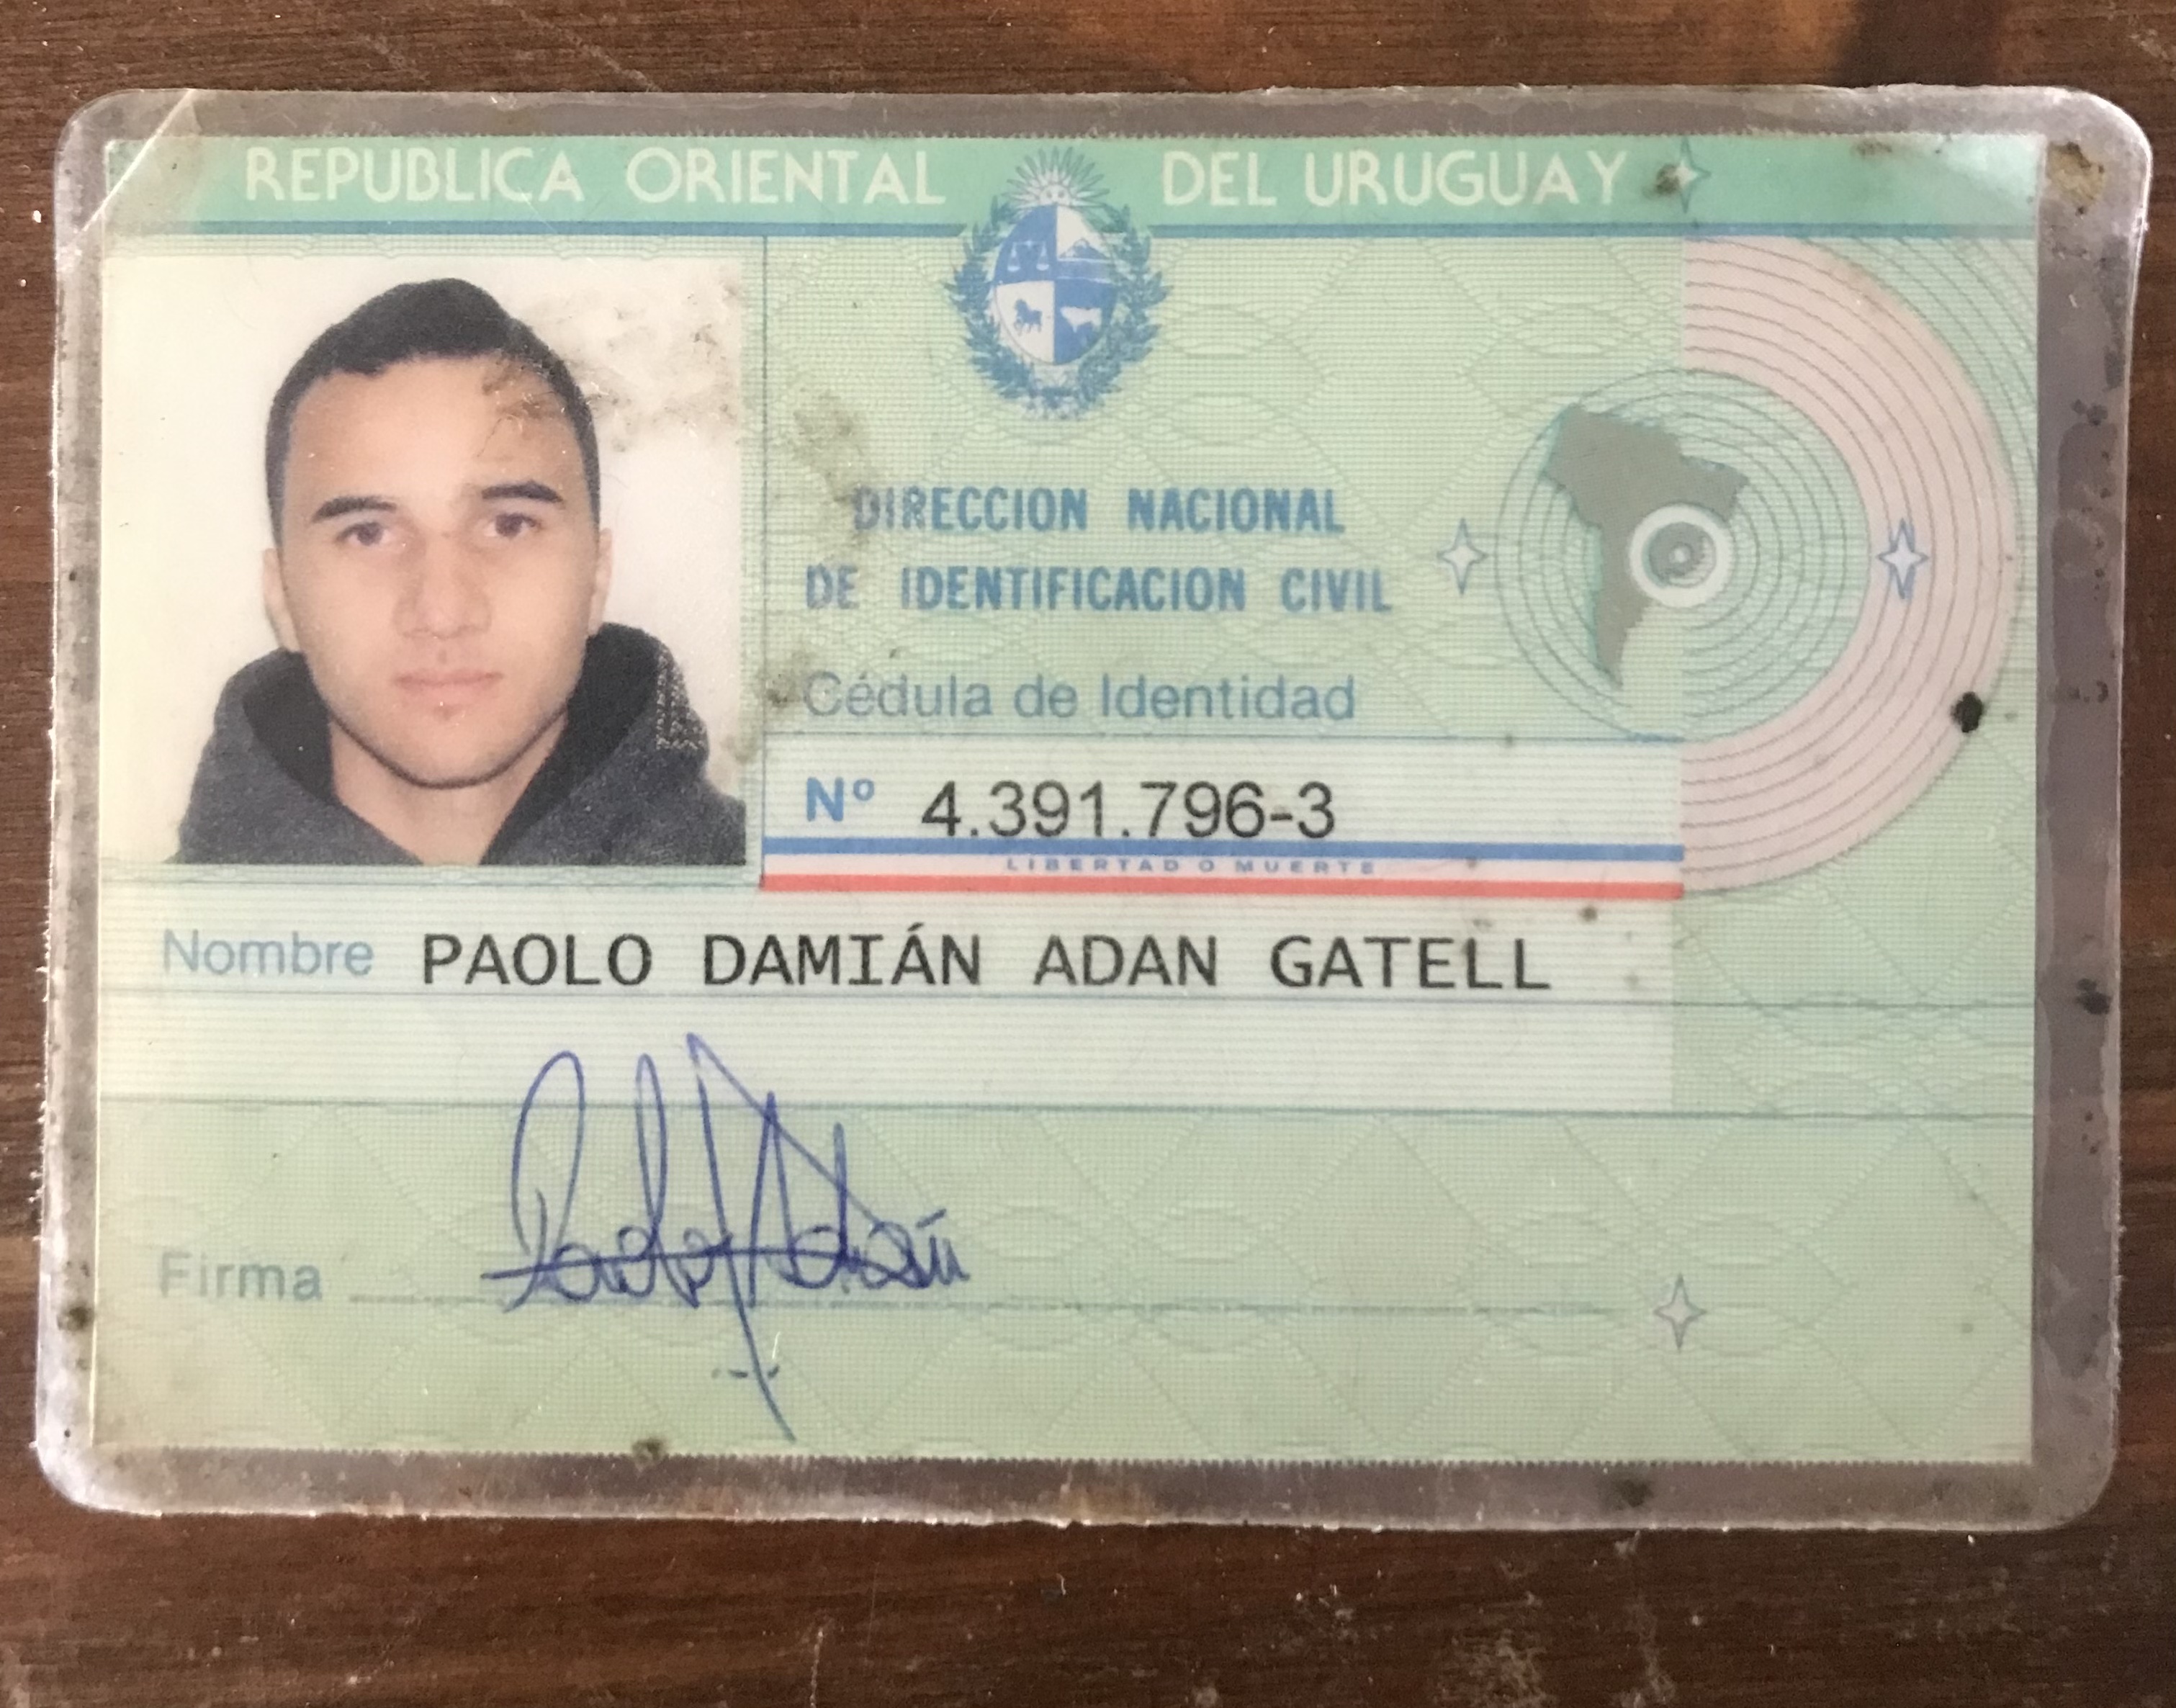 REPUBLICA ORIENTAL DEL URUGUAY
DIRECCION NACIONAL
DE IDENTIFICACION CIVIL
Cédula de Identidad
Nº 4.391.796-3
LIBERTAD O MUERTE
Nombre PAOLO DAMIÁN ADAN GATELL
Firma